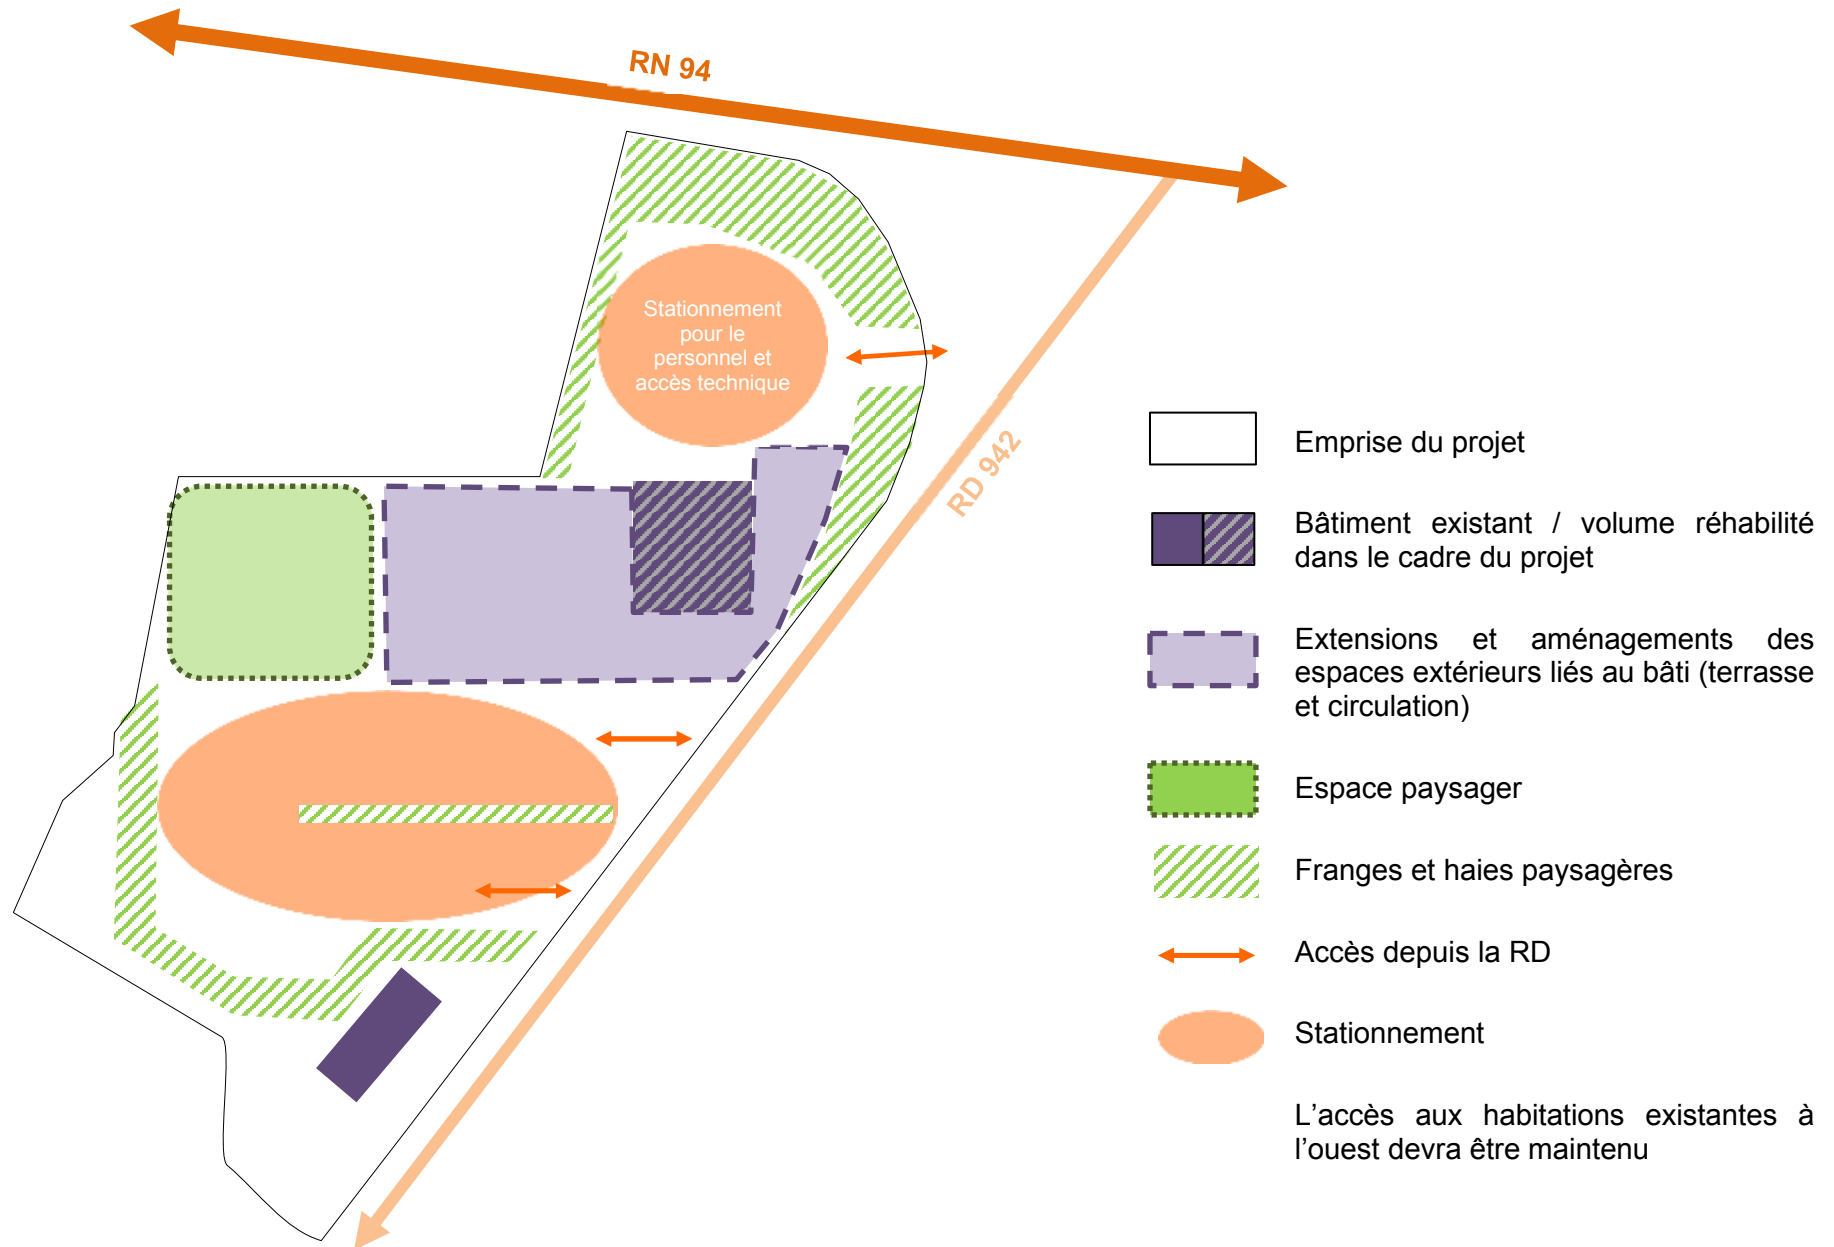 RN 94
Stationnement
pour le
personnel et
accès technique
RD 942
Emprise du projet
Bâtiment existant / volume réhabilité
dans le cadre du projet
Extensions et aménagements des
espaces extérieurs liés au bâti (terrasse
et circulation)
Espace paysager
Franges et haies paysagères
Accès depuis la RD
Stationnement
L’accès aux habitations existantes à
l’ouest devra être maintenu